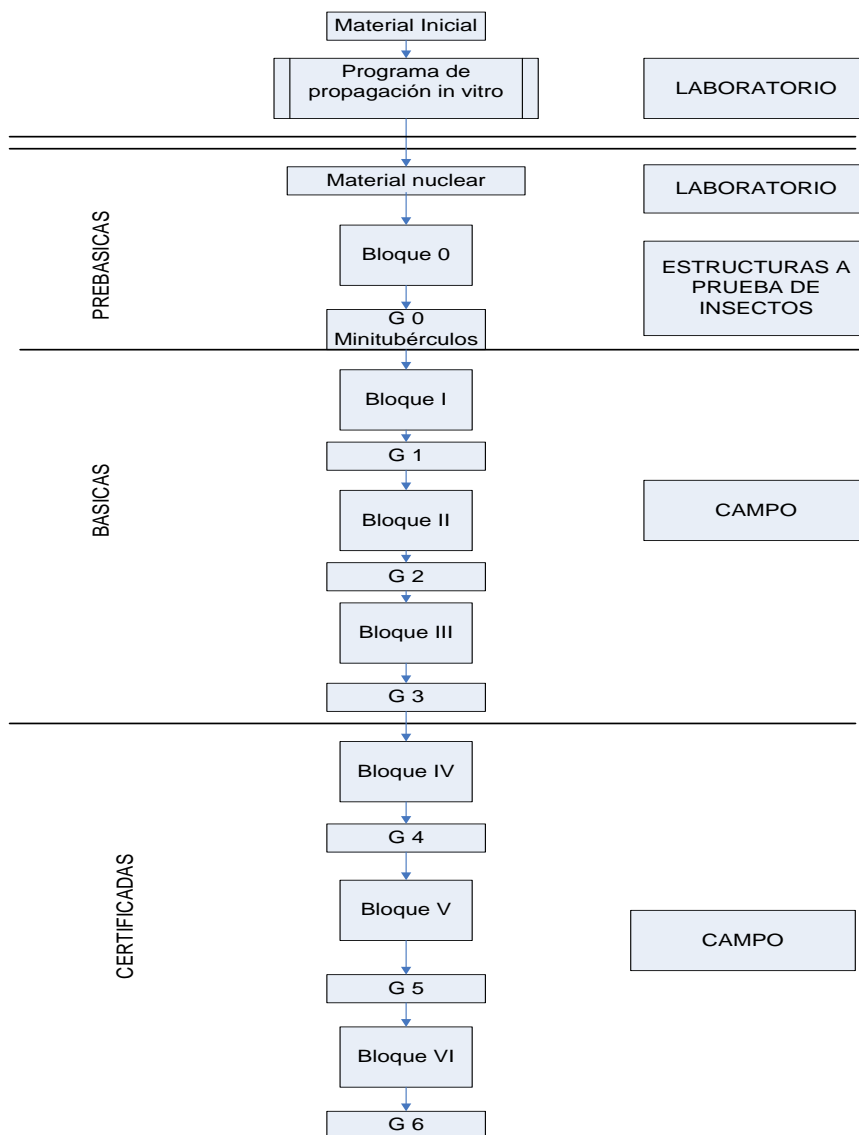 Material Inicial
Programa de
propagación in vitro
LABORATORIO
Material nuclear
LABORATORIO
PREBASICAS
Bloque 0
ESTRUCTURAS A
PRUEBA DE
INSECTOS
G 0
Minitubérculos
Bloque I
G 1
BASICAS
Bloque II
CAMPO
G 2
Bloque III
G 3
Bloque IV
G 4
CERTIFICADAS
Bloque V
CAMPO
G 5
Bloque VI
G 6